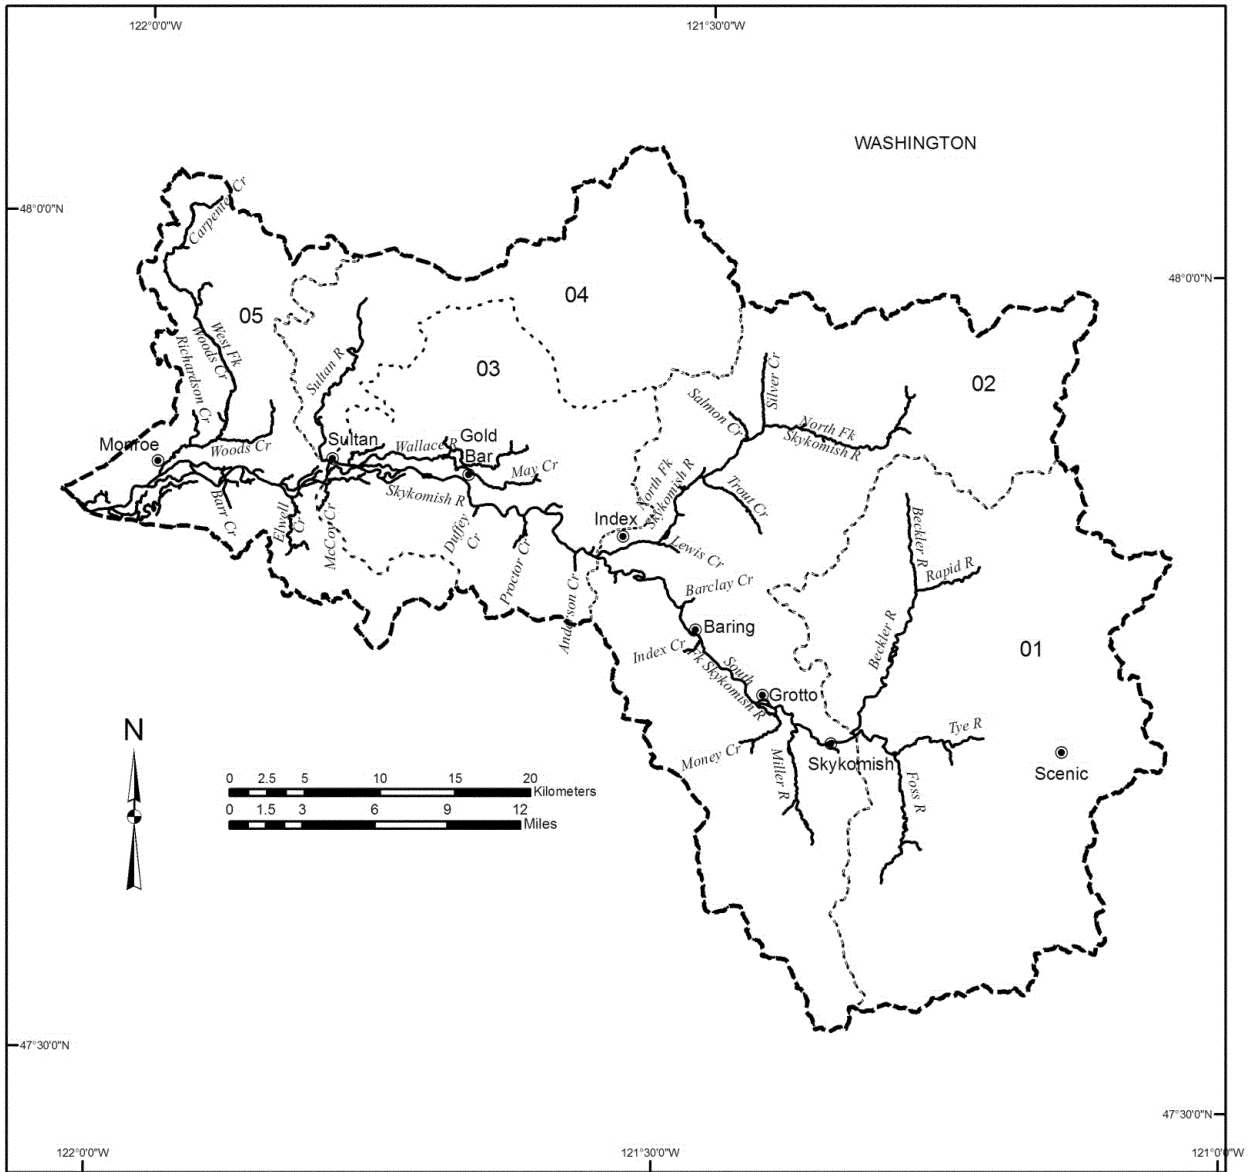 122°0'0"W
121°30'0"W
WASHINGTON
48°0'0"N
48°0'0"N
Carpenter Cr
04
05
03
02
West Fk
Woods Cr
Richardson Cr
Sultan R
Silver Cr
Salmon Cr
North Fk
Skykomish R
Monroe
Woods Cr
Sultan
Wallace R
Gold
Bar
May Cr
Skykomish R
North Fk
Skykomish R
Trout Cr
Barr Cr
Elwell
Cr
McCoy Cr
Duffey
Cr
Proctor Cr
Anderson Cr
Index
Lewis Cr
Barclay Cr
Beckler R
Rapid R
Baring
Index Cr
South
Fk Skykomish R
Beckler R
01
Grotto
Money Cr
Miller R
Skykomish
Tye R
Foss R
Scenic
N
0 2.5 5 10 15 20
Kilometers
0 1.5 3 6 9 12
Miles
47°30'0"N
47°30'0"N
122°0'0"W
121°30'0"W
121°0'0"W